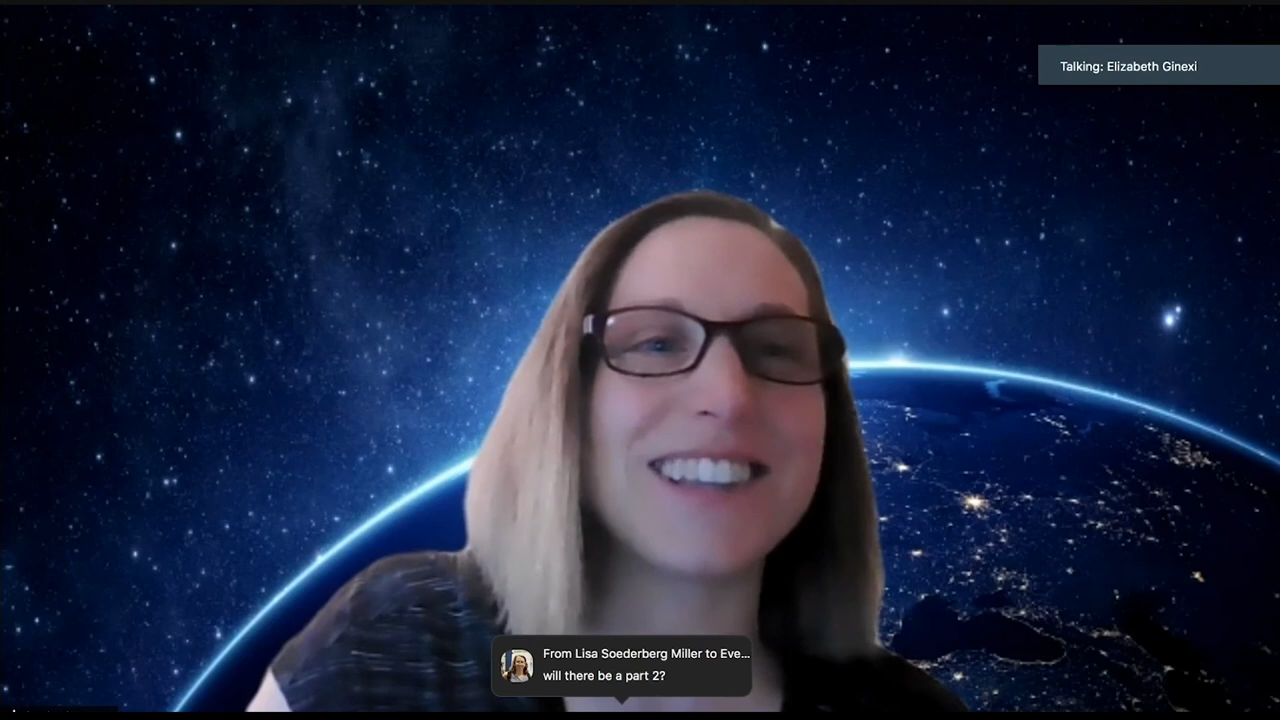 Talking: Elizabeth Ginexi
From Lisa Soederberg Miller to Eve...
will there be a part 2?